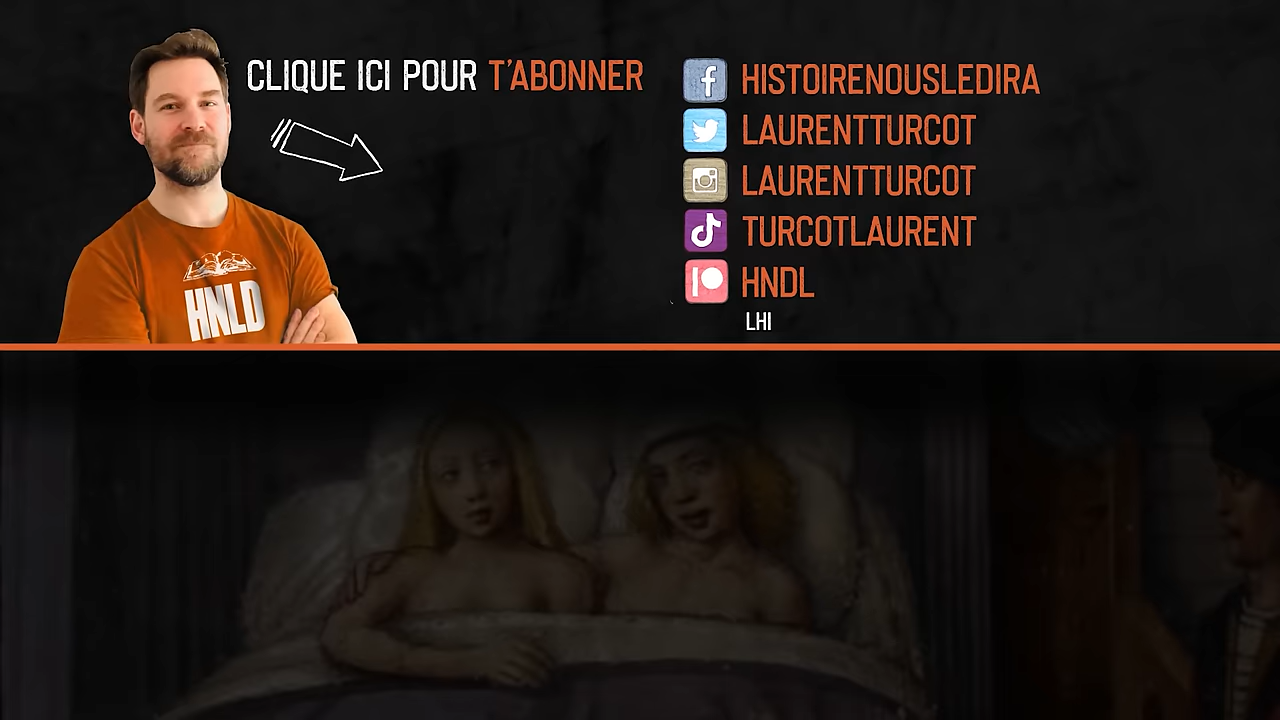 CLIQUE ICI POUR T'ABONNER
HISTOIRENOUSLEDIRA
LAURENTTURCOT
LAURENTTURCOT
TURCOTLAURENT
HNDL
LHI
HNLD